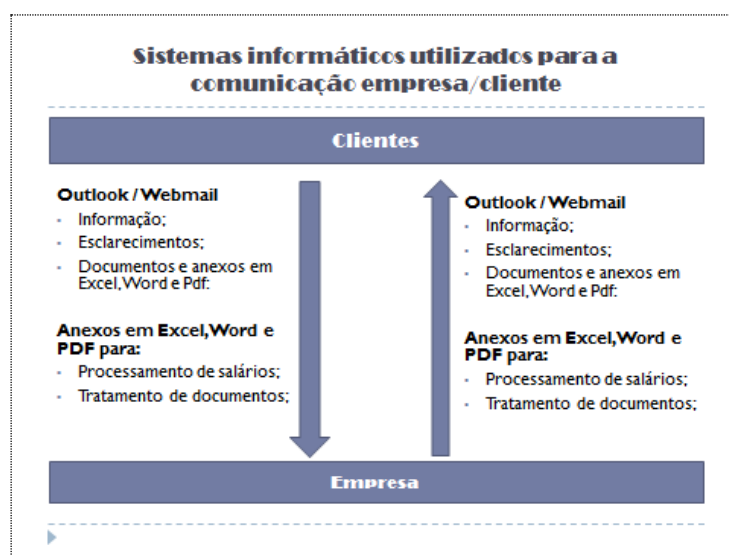 Sistemas informáticos utilizados para a
comunicação empresa/cliente
Clientes
Outlook / Webmail
- Informação;
- Esclarecimentos;
- Documentos e anexos em
Excel,Word e Pdf:
Anexos em Excel,Word e
PDF para:
- Processamento de salários;
- Tratamento de documentos;
Outlook / Webmail
- Informação;
- Esclarecimentos;
- Documentos e anexos em
Excel,Word e Pdf:
Anexos em Excel,Word e
PDF para:
- Processamento de salários;
- Tratamento de documentos;
Empresa